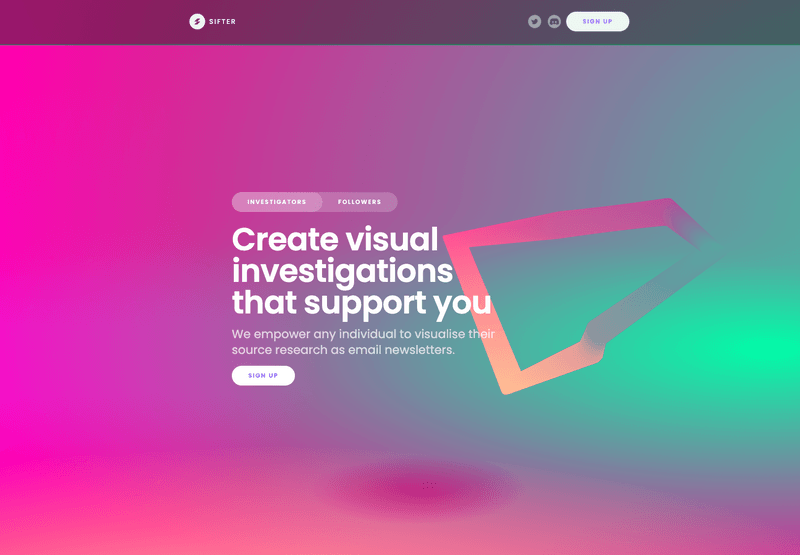 SIFTER
SIGN UP
INVESTIGATORS
FOLLOWERS
Create visual
investigations
that support you
We empower any individual to visualise their
source research as email newsletters.
SIGN UP